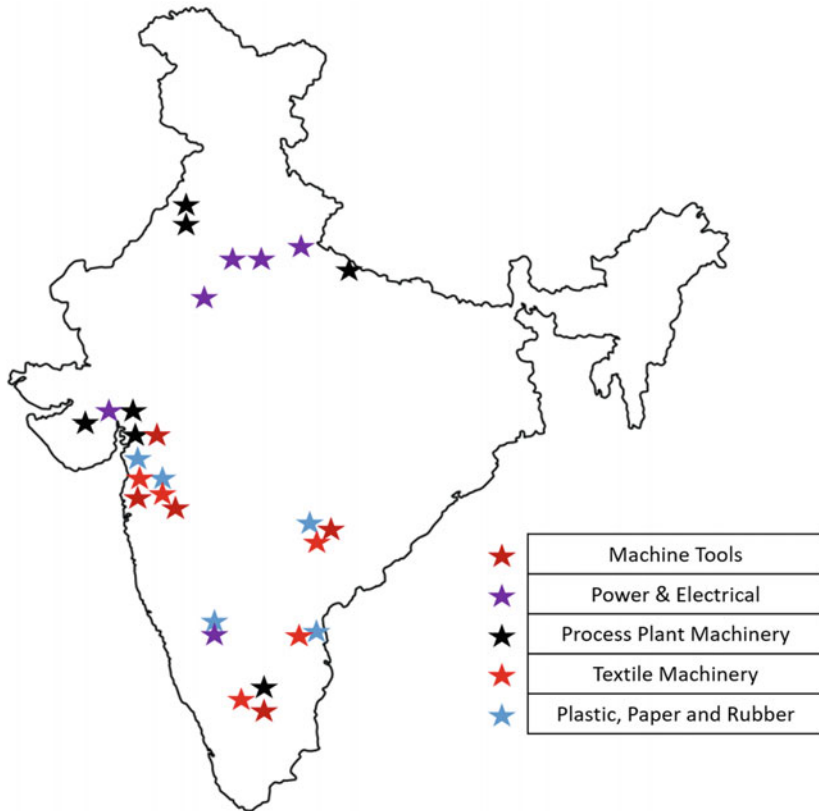 Machine Tools
Power & Electrical
Process Plant Machinery
Textile Machinery
Plastic, Paper and Rubber